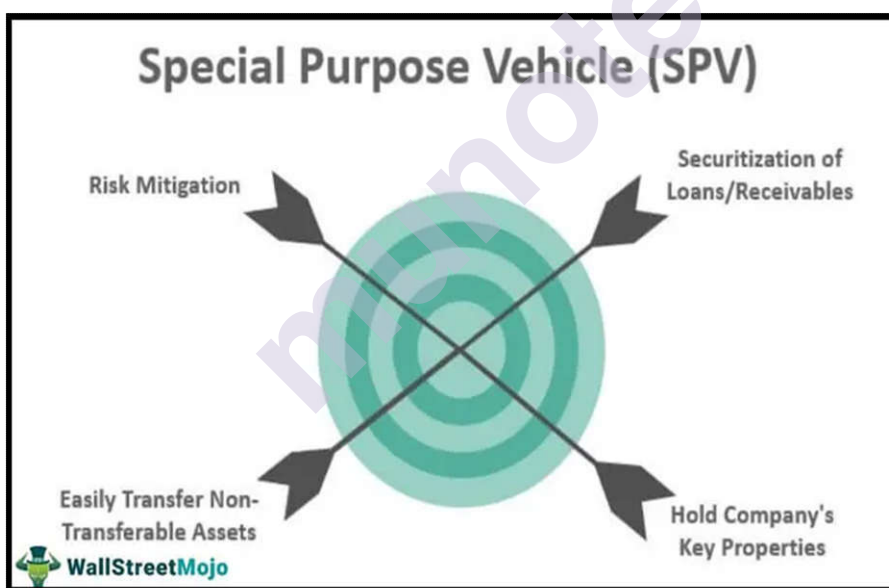 Special Purpose Vehicle (SPV)
Risk Mitigation
Securitization of
Loans/Receivables
Easily Transfer Non-
Transferable Assets
Hold Company's
Key Properties
WallStreetMojo
munote